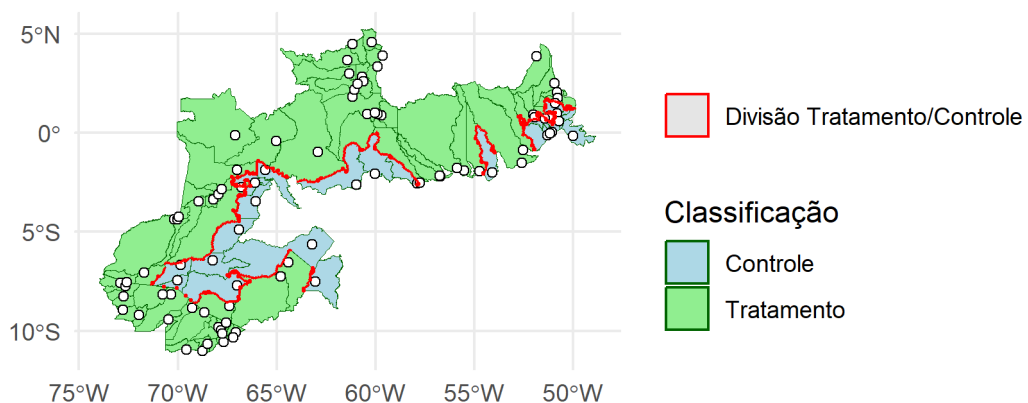 5°N
0°
5°S
10°S
75°W
70°W
65°W
60°W
55°W
50°W
Divisão Tratamento/Controle
Classificação
Controle
Tratamento